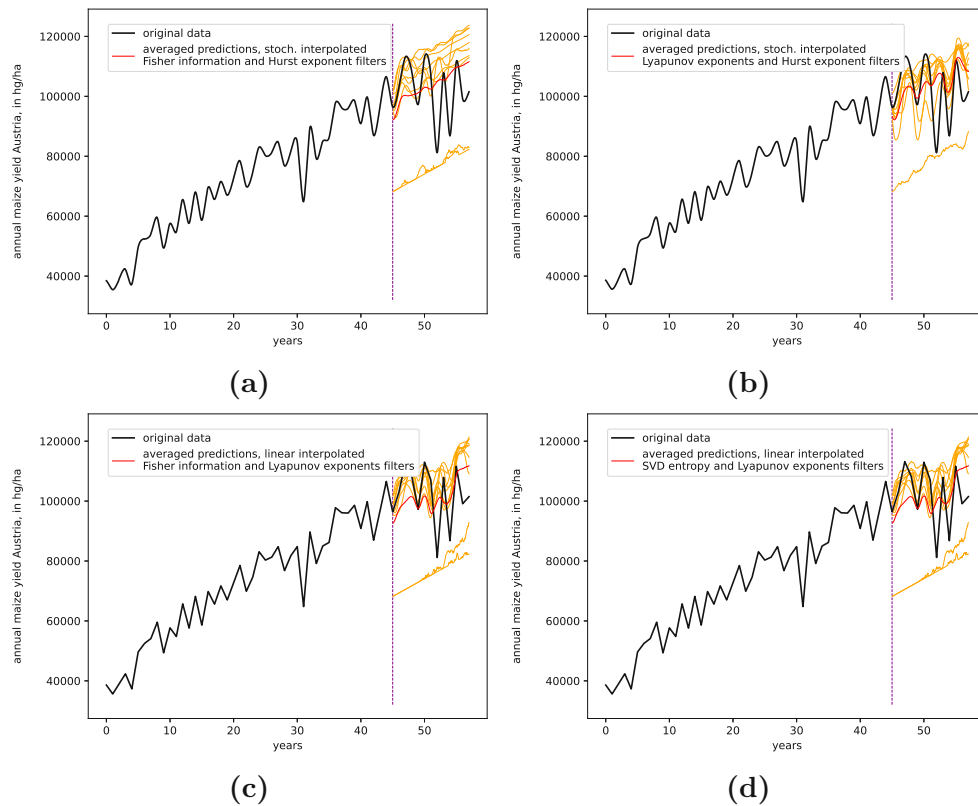 120000
100000
80000
60000
40000
annual maize yield Austria, in hg/ha
original data
averaged predictions, stoch. interpolated
Fisher information and Hurst exponent filters
0 10 20 30 40 50
years
(a)
120000
100000
80000
60000
40000
annual maize yield Austria, in hg/ha
original data
averaged predictions, stoch. interpolated
Lyapunov exponents and Hurst exponent filters
0 10 20 30 40 50
years
(b)
120000
100000
80000
60000
40000
annual maize yield Austria, in hg/ha
original data
averaged predictions, linear interpolated
Fisher information and Lyapunov exponents filters
0 10 20 30 40 50
years
(c)
120000
100000
80000
60000
40000
annual maize yield Austria, in hg/ha
original data
averaged predictions, linear interpolated
SVD entropy and Lyapunov exponents filters
0 10 20 30 40 50
years
(d)